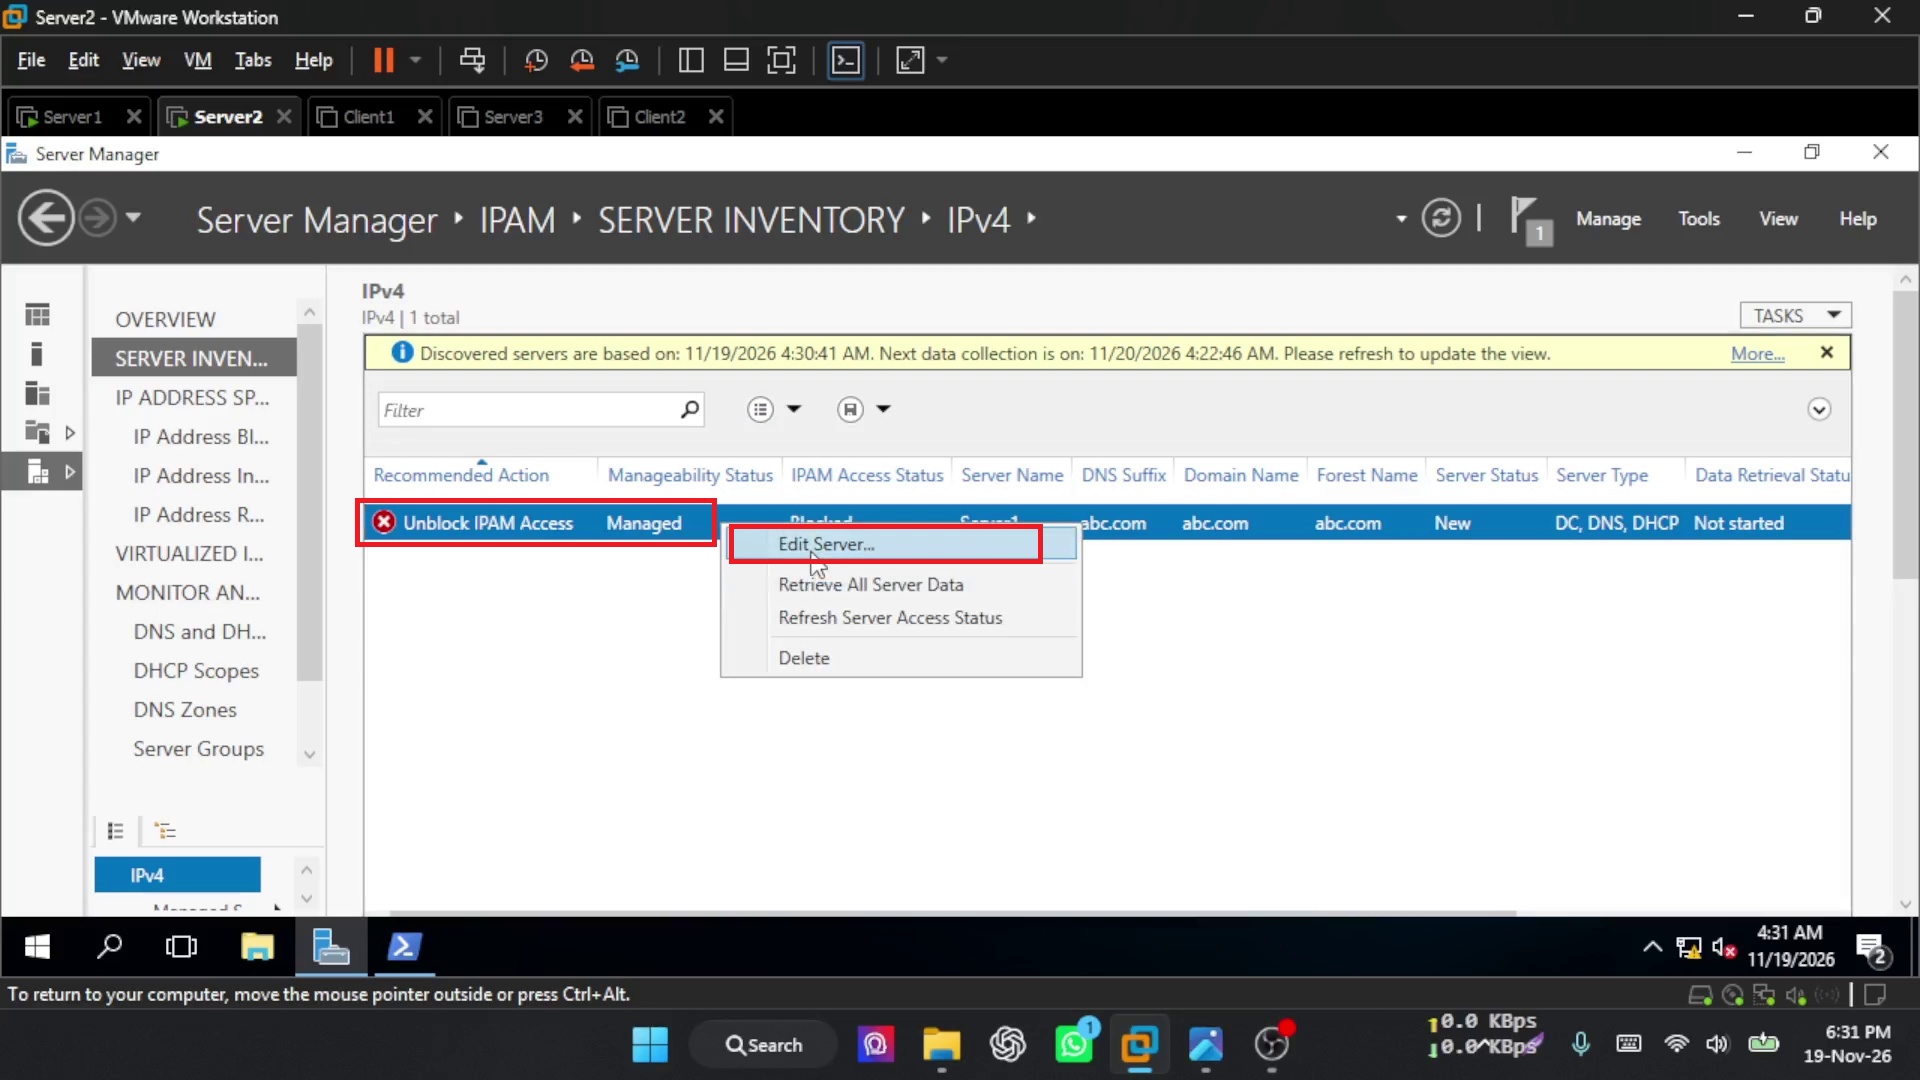 Server2 - VMware Workstation
File Edit View VM Tabs Help
Server1 Server2 Client1 Server3 Client2
Server Manager
Server Manager IPAM SERVER INVENTORY IPv4
1 Manage Tools View Help
OVERVIEW
SERVER INVEN...
IP ADDRESS SP...
IP Address Bl...
IP Address In...
IP Address R...
VIRTUALIZED I...
MONITOR AN...
DNS and DH...
DHCP Scopes
DNS Zones
Server Groups
IPv4
IPv4
IPv4 | 1 total
TASKS
Discovered servers are based on: 11/19/2026 4:30:41 AM. Next data collection is on: 11/20/2026 4:22:46 AM. Please refresh to update the view. More...
Filter
Recommended Action Manageability Status IPAM Access Status Server Name DNS Suffix Domain Name Forest Name Server Status Server Type Data Retrieval Statu
Unblock IPAM Access Managed Blocked Server1 abc.com abc.com abc.com New DC, DNS, DHCP Not started
Edit Server...
Retrieve All Server Data
Refresh Server Access Status
Delete
4:31 AM
11/19/2026
2
To return to your computer, move the mouse pointer outside or press Ctrl+Alt.
Search
1
0.0 KBps
0.0 KBps
6:31 PM
19-Nov-26